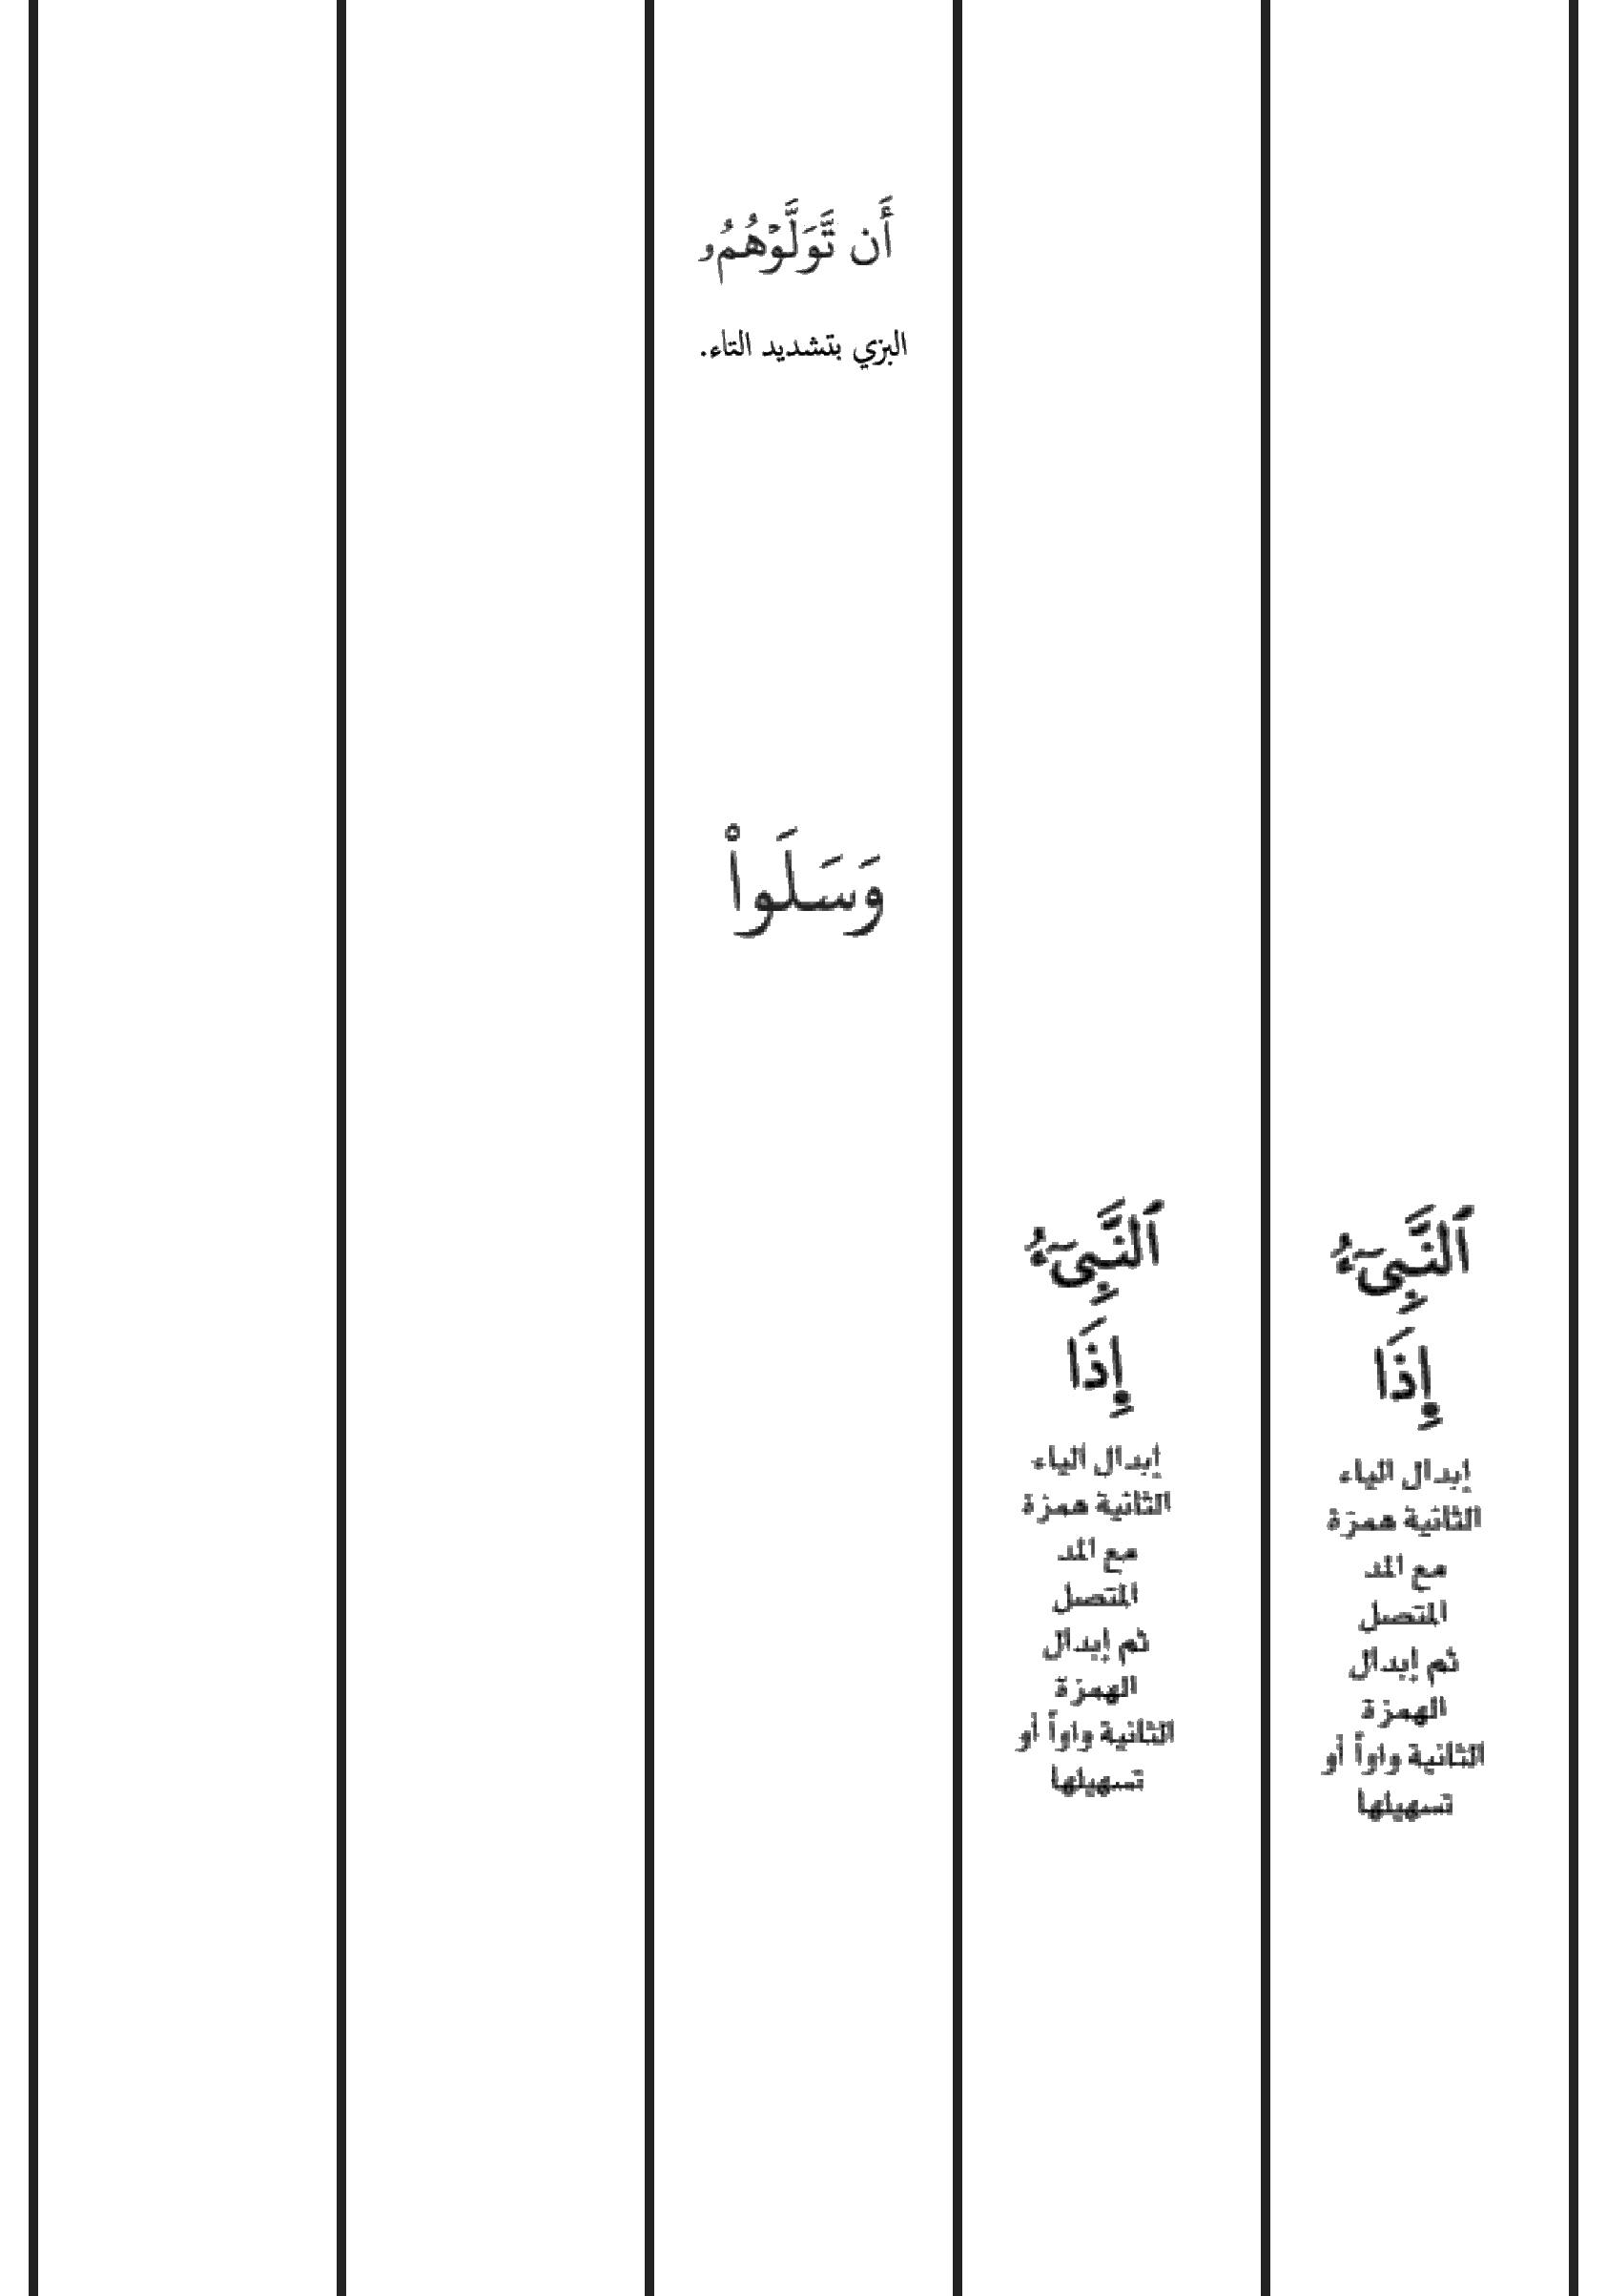 ٱلنَّبِىٓءُ
إِذَا
إبدال الياء
الثانية همزة
مع المد
المتصل
ثم إبدال
الهمزة
الثانية واواً أو
تسهيلها
ٱلنَّبِىٓءُ
إِذَا
إبدال الياء
الثانية همزة
مع المد
المتصل
ثم إبدال
الهمزة
الثانية واواً أو
تسهيلها
أَن تَّوَلَّوۡهُمُۥ
البزي بتشديد التاء.
وَسَلُواْ